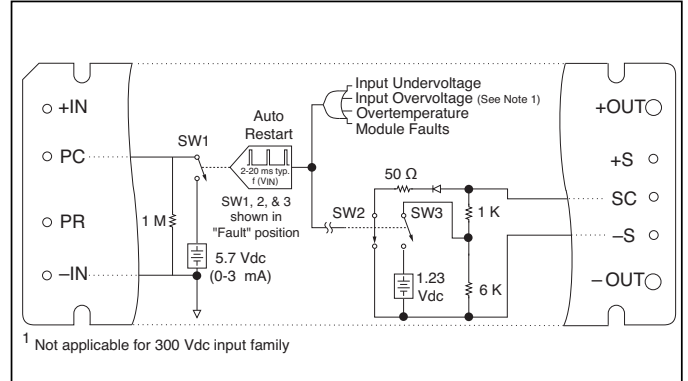 +IN
PC
PR
–IN
SW1
1 M
5.7 Vdc
(0-3 mA)
Auto
Restart
2-20 ms typ.
f (VIN)
SW1, 2, & 3
shown in
"Fault" position
Input Undervoltage
Input Overvoltage (See Note 1)
Overtemperature
Module Faults
50 Ω
SW2
SW3
1 K
1.23
Vdc
6 K
+OUT
+S
SC
–S
–OUT
1 Not applicable for 300 Vdc input family